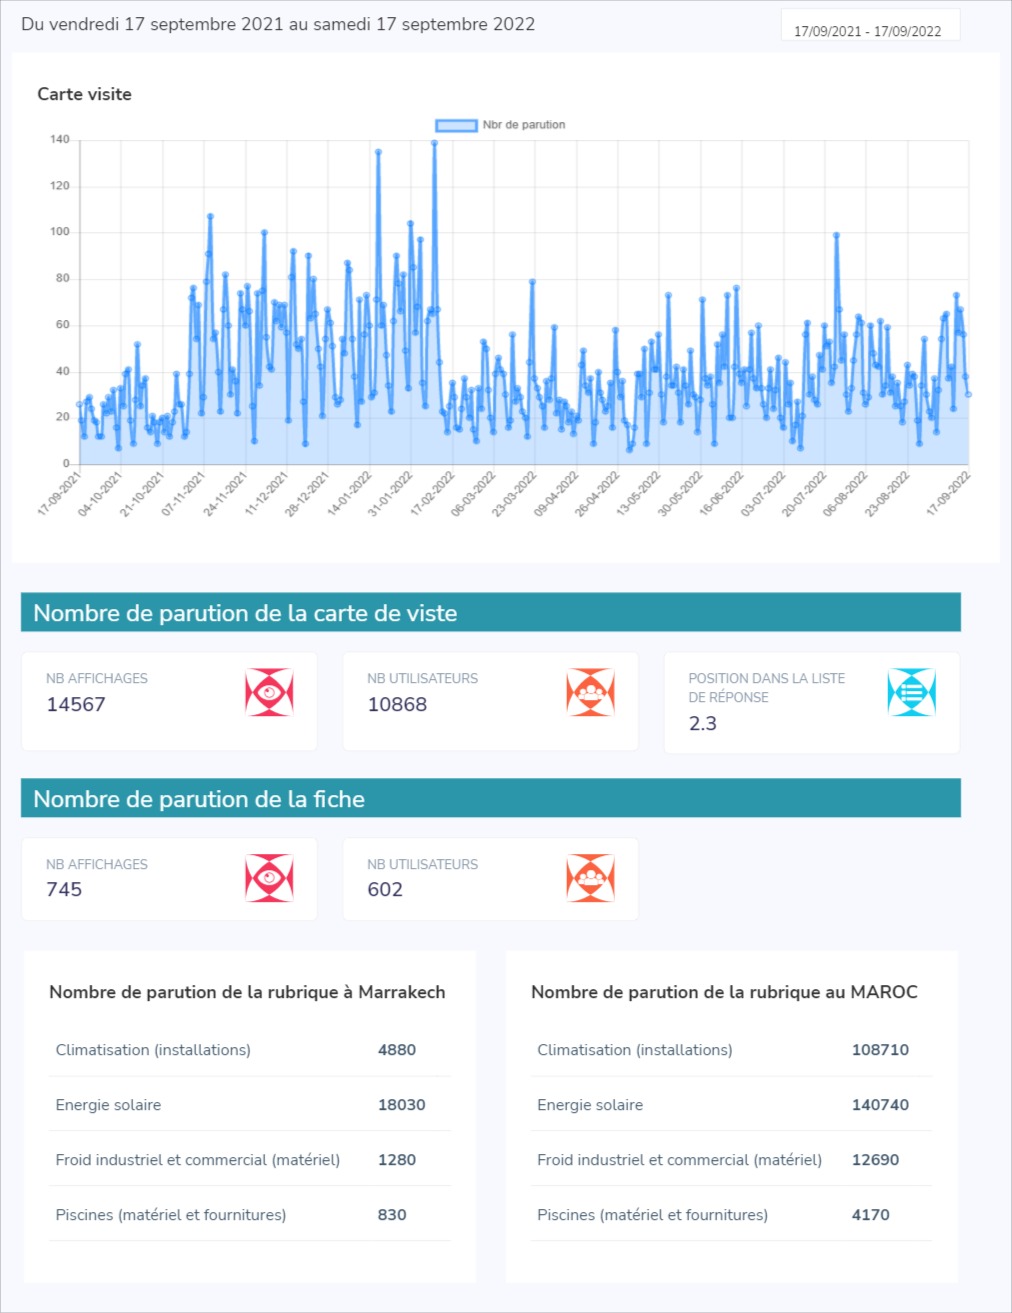 Du vendredi 17 septembre 2021 au samedi 17 septembre 2022
17/09/2021 - 17/09/2022
Carte visite
Nbr de parution
140
120
100
80
60
40
20
0
17-09-2021
04-10-2021
21-10-2021
07-11-2021
24-11-2021
11-12-2021
28-12-2021
14-01-2022
31-01-2022
17-02-2022
06-03-2022
23-03-2022
09-04-2022
26-04-2022
13-05-2022
30-05-2022
16-06-2022
03-07-2022
20-07-2022
06-08-2022
23-08-2022
17-09-2022
Nombre de parution de la carte de viste
NB AFFICHAGES
14567
NB UTILISATEURS
10868
POSITION DANS LA LISTE
DE RÉPONSE
2.3
Nombre de parution de la fiche
NB AFFICHAGES
745
NB UTILISATEURS
602
Nombre de parution de la rubrique à Marrakech
Climatisation (installations) 4880
Energie solaire 18030
Froid industriel et commercial (matériel) 1280
Piscines (matériel et fournitures) 830
Nombre de parution de la rubrique au MAROC
Climatisation (installations) 108710
Energie solaire 140740
Froid industriel et commercial (matériel) 12690
Piscines (matériel et fournitures) 4170